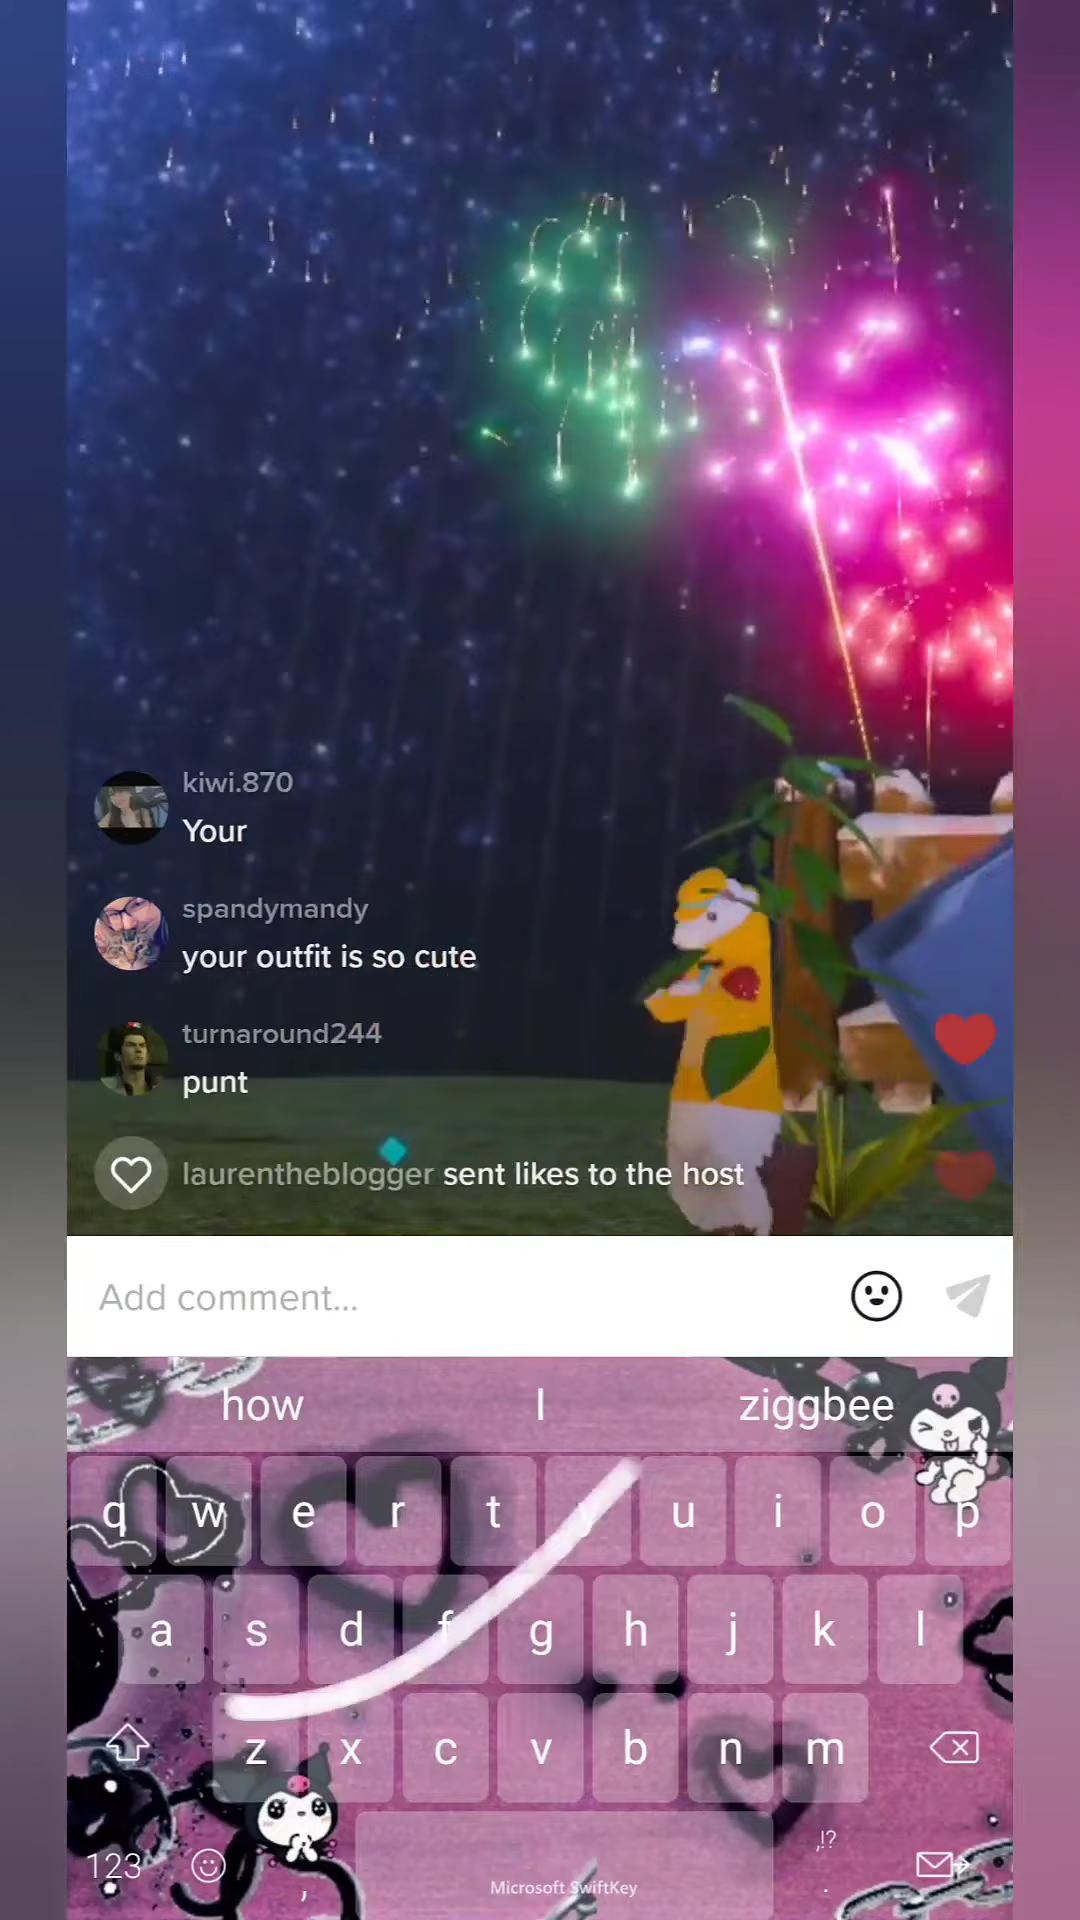 kiwi.870
Your
spandymandy
your outfit is so cute
turnaround244
punt
laurentheblogger sent likes to the host
Add comment...
how I ziggbee
q w e r t y u i o p
a s d f g h j k l
z x c v b n m
,!?
123 , Microsoft SwiftKey .